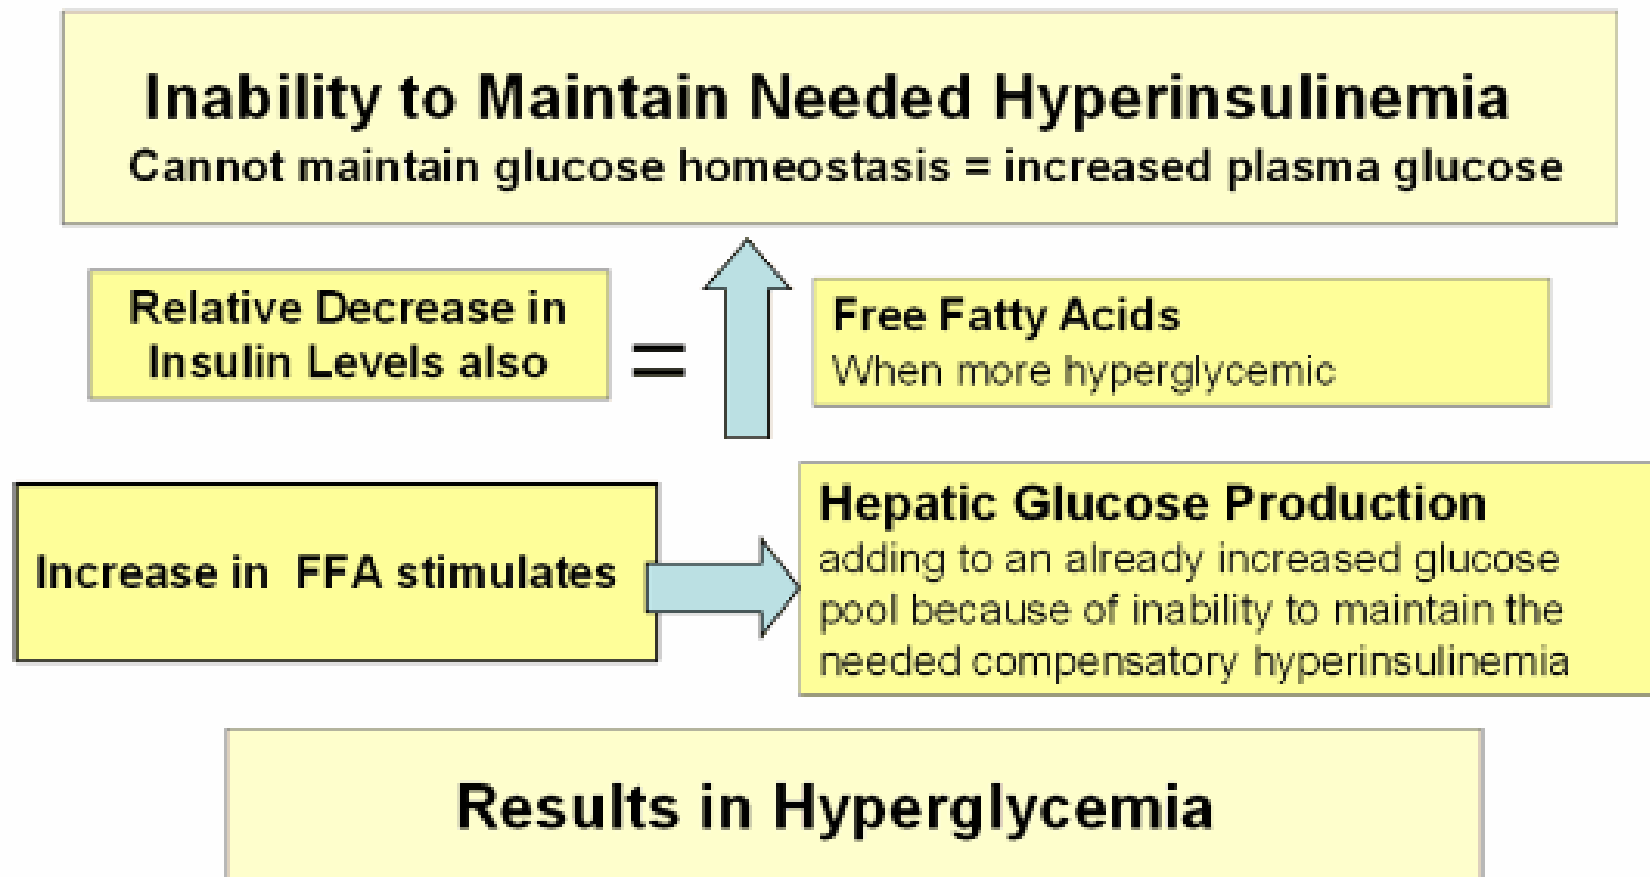 Inability to Maintain Needed Hyperinsulinemia
Cannot maintain glucose homeostasis = increased plasma glucose
Relative Decrease in
Insulin Levels also
=
Free Fatty Acids
When more hyperglycemic
Increase in FFA stimulates
Hepatic Glucose Production
adding to an already increased glucose
pool because of inability to maintain the
needed compensatory hyperinsulinemia
Results in Hyperglycemia